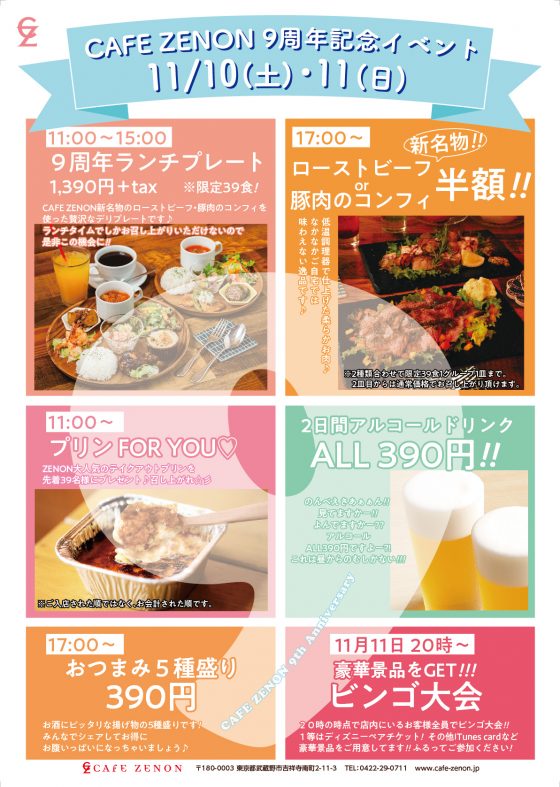 CAFE ZENON 9周年記念イベント
11/10(土)・11(日)
11:00〜15:00
9周年ランチプレート
1,390円+tax ※限定39食!
CAFE ZENON新名物のローストビーフ・豚肉のコンフィを
使った贅沢なデリプレートです♪
ランチタイムでしかお召し上がりいただけないので
是非この機会に!!
17:00〜
新名物!!
ローストビーフ
or
豚肉のコンフィ
半額!!
低温調理器で仕上げた柔らかお肉♪
なかなかご自宅では
味わえない逸品です♪
※2種類合わせて限定39食1グループ1皿まで。
2皿目からは通常価格でお召し上がり頂けます。
11:00〜
プリン FOR YOU♡
ZENON大人気のテイクアウトプリンを
先着39名様にプレゼント♪召し上がれ☆彡
※ご入店された順ではなく、お会計された順です。
2日間アルコールドリンク
ALL 390円!!
のんべえさあぁぁん!!
見てますかー!!
よんでますかー??
アルコール
ALL390円ですよー?!
これは昼からのむしかない!!!
CAFE ZENON 9th Anniversary
17:00〜
おつまみ5種盛り
390円
お酒にピッタリな揚げ物の5種盛りです!
みんなでシェアしてお得に
お腹いっぱいになっちゃいましょう♪
11月11日 20時〜
豪華景品をGET!!!
ビンゴ大会
20時の時点で店内にいるお客様全員でビンゴ大会!!
1等はディズニーペアチケット! その他iTunes cardなど
豪華景品をご用意してます!!ふるってご参加ください!
CAFE ZENON 〒180-0003 東京都武蔵野市吉祥寺南町2-11-3 TEL:0422-29-0711 www.cafe-zenon.jp